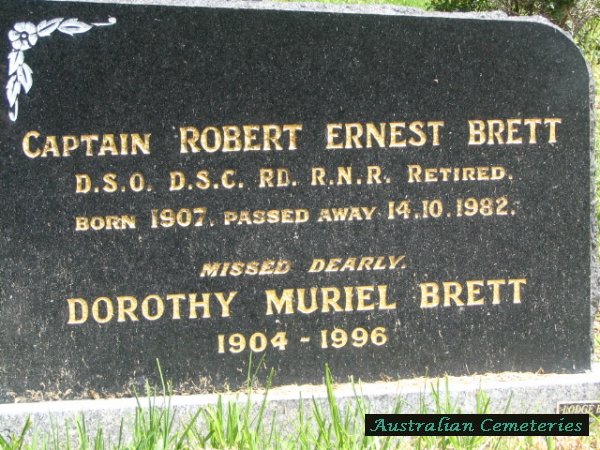 CAPTAIN ROBERT ERNEST BRETT
D.S.O. D.S.C. RD. R.N.R. RETIRED.
BORN 1907. PASSED AWAY 14.10.1982.
MISSED DEARLY.
DOROTHY MURIEL BRETT
1904 - 1996
Australian Cemeteries